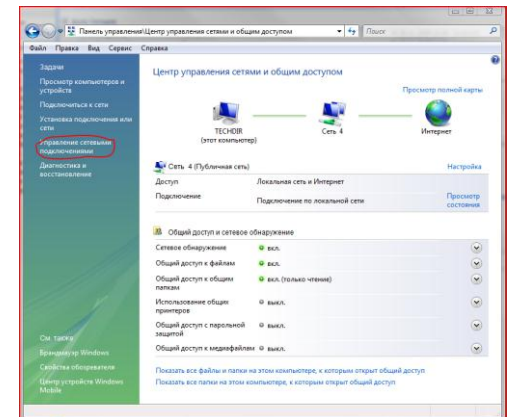 Панель управления\Центр управления сетями и общим доступом
Поиск
Файл Правка Вид Сервис Справка
Задачи
Просмотр компьютеров и
устройств
Подключиться к сети
Установка подключения или
сети
Управление сетевыми
подключениями
Диагностика и
восстановление
См. также
Брандмауэр Windows
Свойства обозревателя
Центр устройств Windows
Mobile
Центр управления сетями и общим доступом
Просмотр полной карты
TECHDIR
(этот компьютер)
Сеть 4
Интернет
Сеть 4 (Публичная сеть)
Настройка
Доступ
Локальная сеть и Интернет
Подключение
Подключение по локальной сети
Просмотр
состояния
Общий доступ и сетевое обнаружение
Сетевое обнаружение
вкл.
Общий доступ к файлам
вкл.
Общий доступ к общим
папкам
вкл. (только чтение)
Использование общих
принтеров
выкл.
Общий доступ с парольной
защитой
выкл.
Общий доступ к медиафайлам
выкл.
Показать все файлы и папки на этом компьютере, к которым открыт общий доступ
Показать все папки на этом компьютере, к которым открыт общий доступ